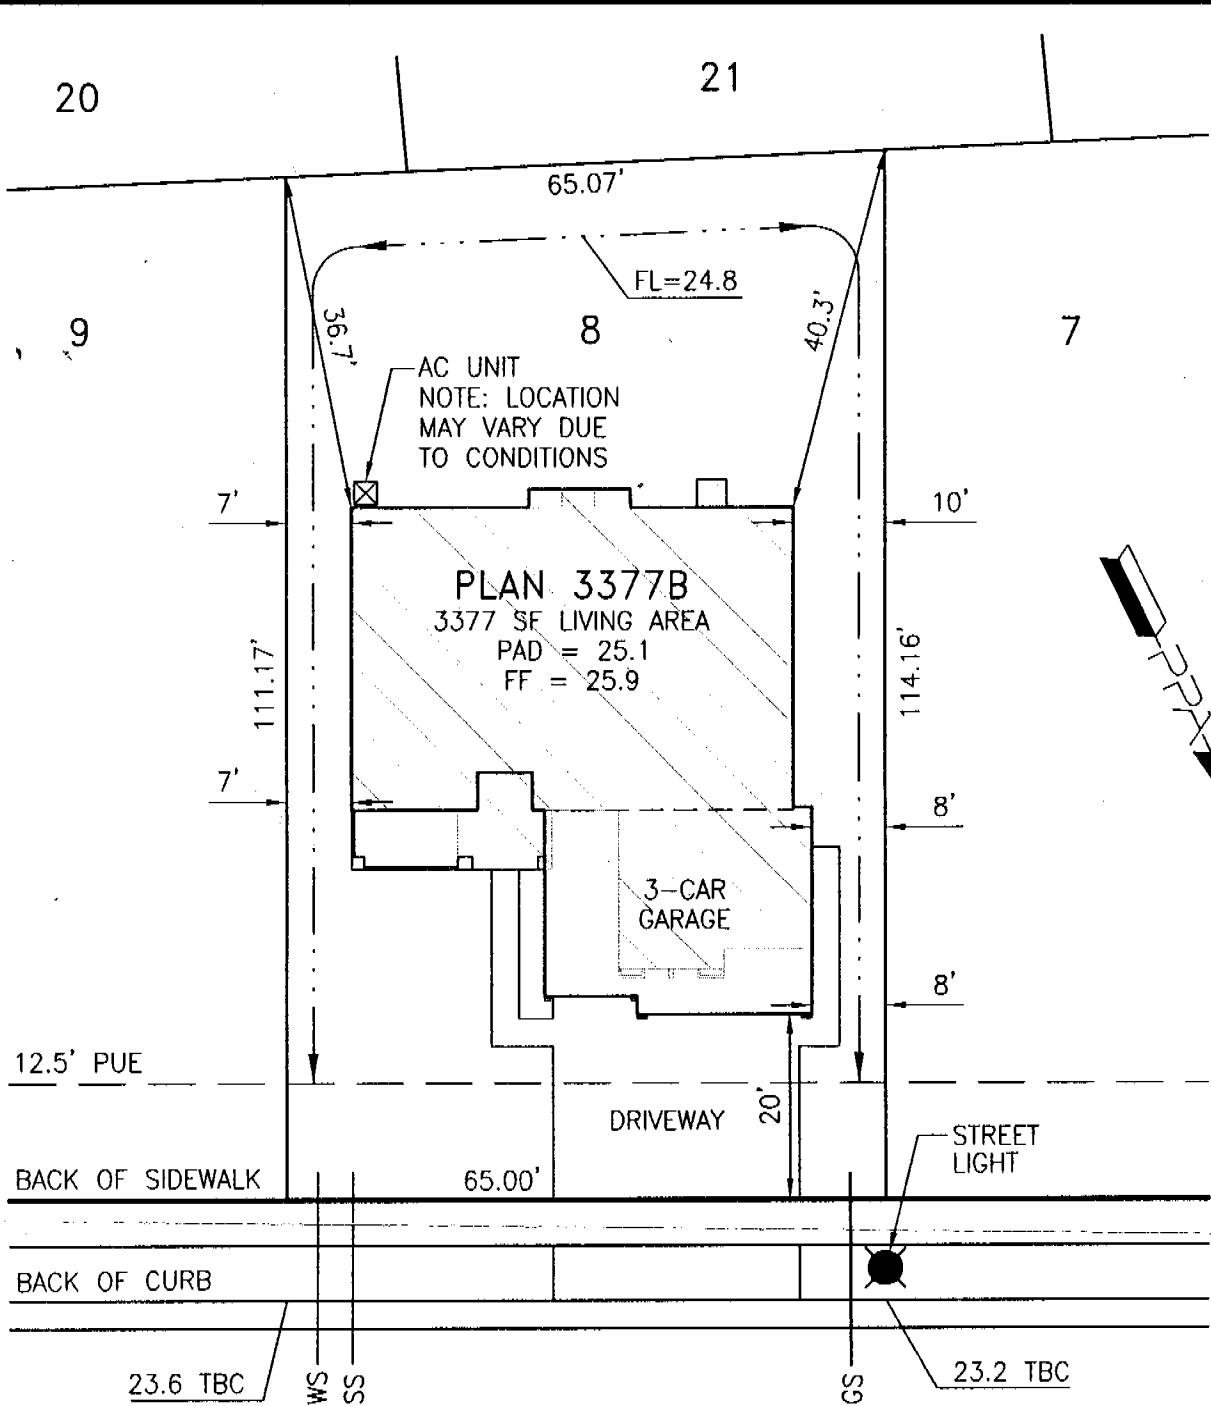 20
21
65.07'
FL=24.8
9
8
7
36.7'
40.3'
AC UNIT
NOTE: LOCATION
MAY VARY DUE
TO CONDITIONS
7'
10'
PLAN 3377B
3377 SF LIVING AREA
PAD = 25.1
FF = 25.9
111.17'
114.16'
7'
8'
3-CAR
GARAGE
8'
12.5' PUE
DRIVEWAY
20'
STREET
LIGHT
BACK OF SIDEWALK
65.00'
BACK OF CURB
23.6 TBC
WS
SS
GS
23.2 TBC